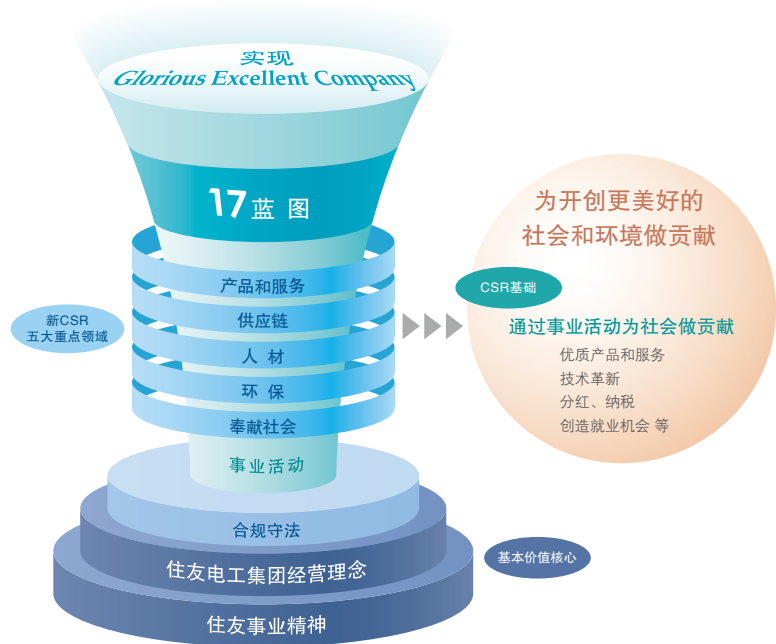 实现
Glorious Excellent Company
17蓝图
产品和服务
供应链
人材
环保
奉献社会
事业活动
合规守法
住友电工集团经营理念
住友事业精神
新CSR
五大重点领域
基本价值核心
为开创更美好的
社会和环境做贡献
CSR基础
通过事业活动为社会做贡献
优质产品和服务
技术革新
分红、纳税
创造就业机会 等